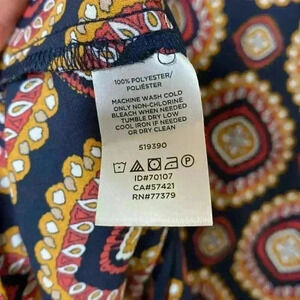 100% POLYESTER/
POLIÉSTER
MACHINE WASH COLD
ONLY NON-CHLORINE
BLEACH WHEN NEEDED
TUMBLE DRY LOW
COOL IRON IF NEEDED
OR DRY CLEAN
519390
ID#70107
CA#57421
RN#77379